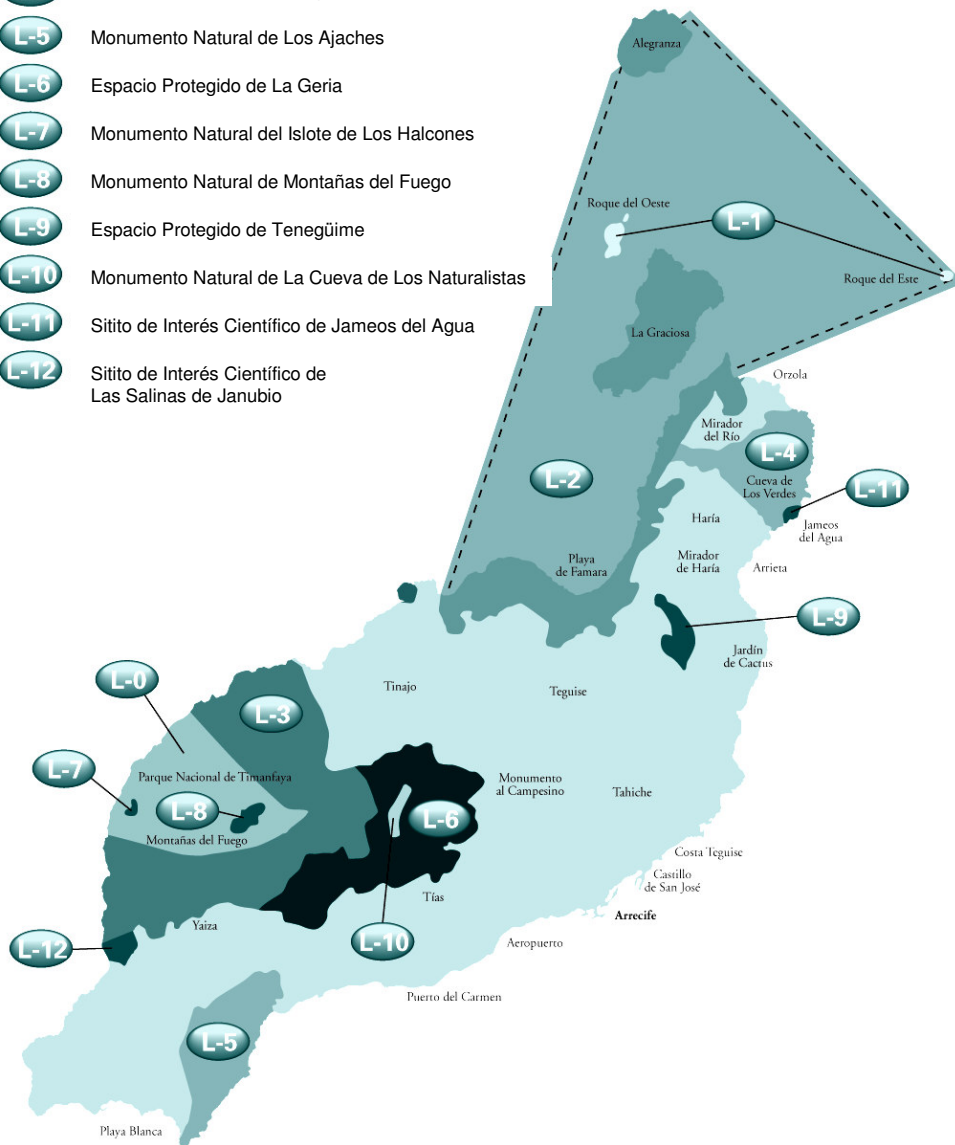 L-5 Monumento Natural de Los Ajaches
L-6 Espacio Protegido de La Geria
L-7 Monumento Natural del Islote de Los Halcones
L-8 Monumento Natural de Montañas del Fuego
L-9 Espacio Protegido de Tenegüime
L-10 Monumento Natural de La Cueva de Los Naturalistas
L-11 Sitito de Interés Científico de Jameos del Agua
L-12 Sitito de Interés Científico de
Las Salinas de Janubio
Alegranza
Roque del Oeste
L-1
Roque del Este
La Graciosa
Orzola
Mirador
del Río
L-4
L-2
Cueva de
Los Verdes
L-11
Haría
Jameos
del Agua
Playa
de Famara
Mirador
de Haría
Arrieta
L-9
Jardín
de Cactus
L-0
Tinajo
Teguise
L-3
L-7
Parque Nacional de Timanfaya
Monumento
al Campesino
Tahiche
L-8
L-6
Montañas del Fuego
Costa Teguise
Castillo
de San José
Tías
Arrecife
Yaíza
L-12
L-10
Aeropuerto
Puerto del Carmen
L-5
Playa Blanca